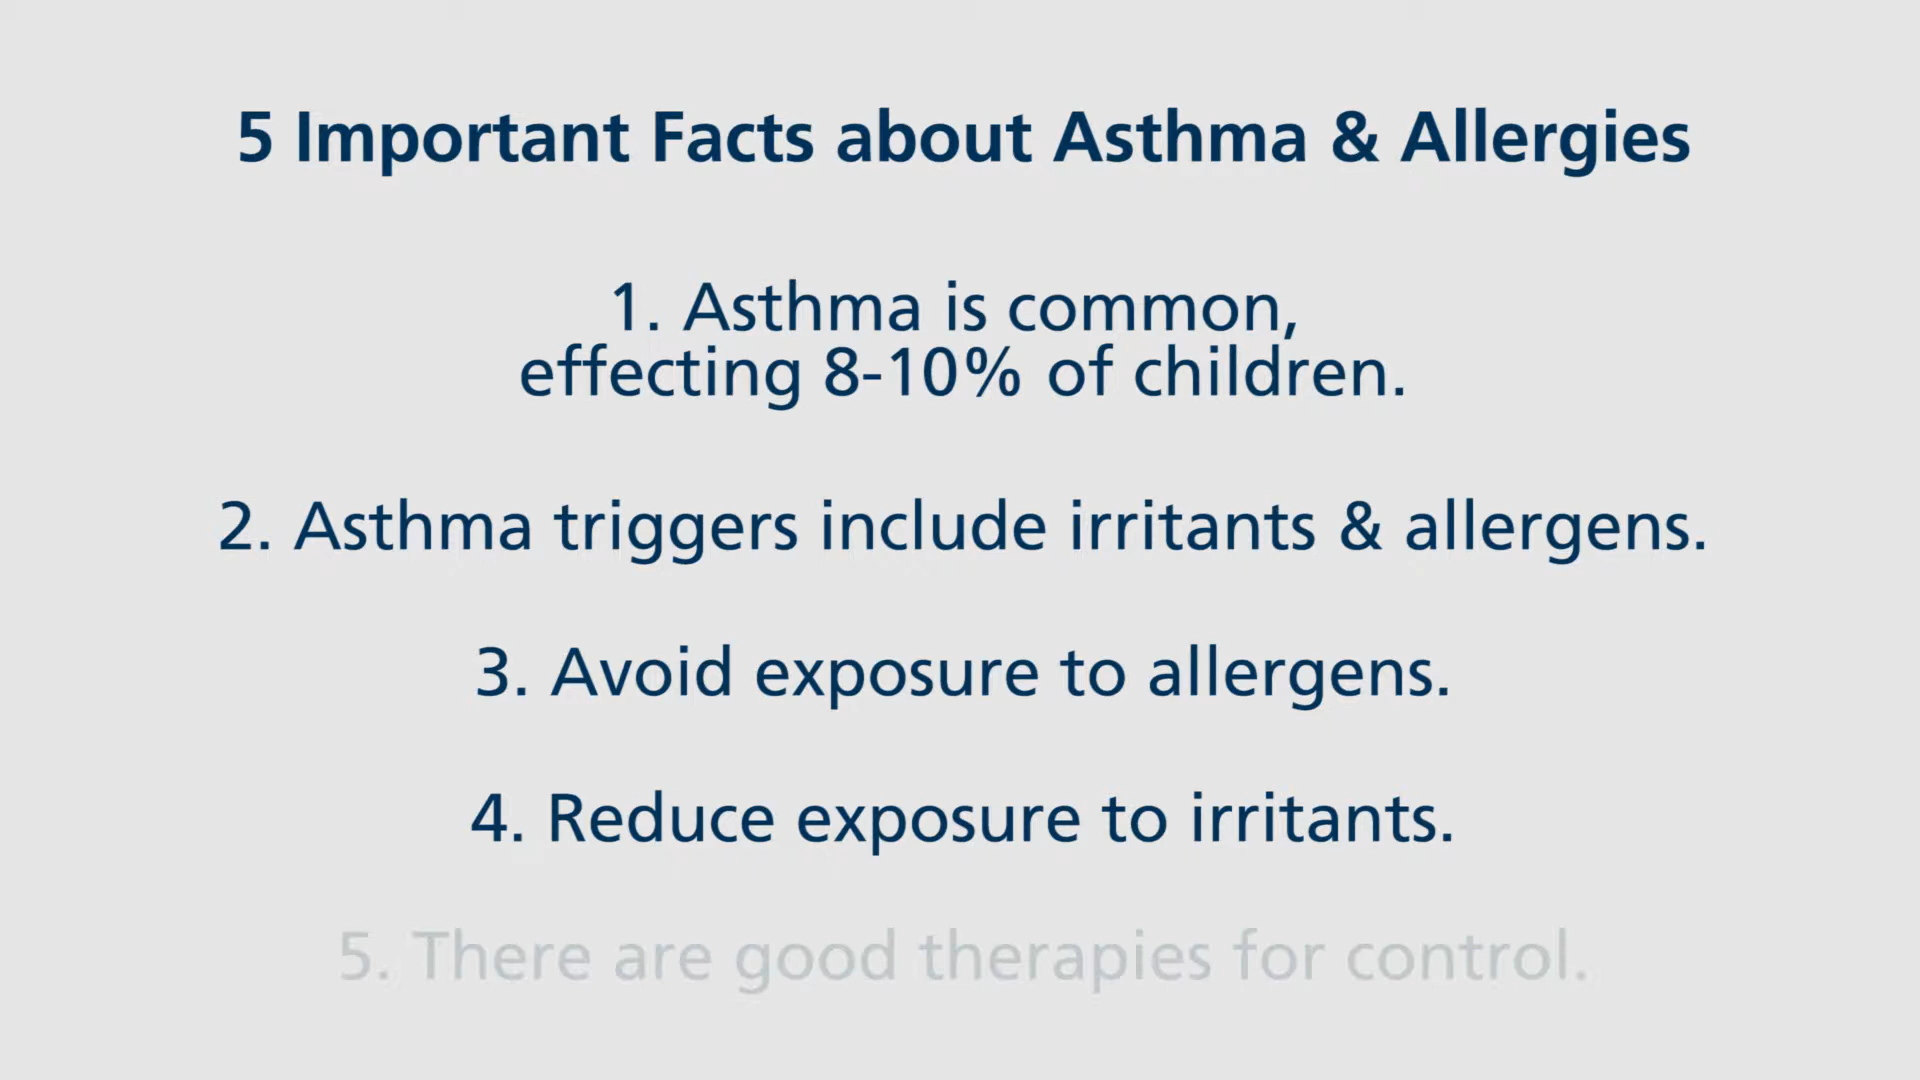 5 Important Facts about Asthma & Allergies
1. Asthma is common,
effecting 8-10% of children.
2. Asthma triggers include irritants & allergens.
3. Avoid exposure to allergens.
4. Reduce exposure to irritants.
5. There are good therapies for control.